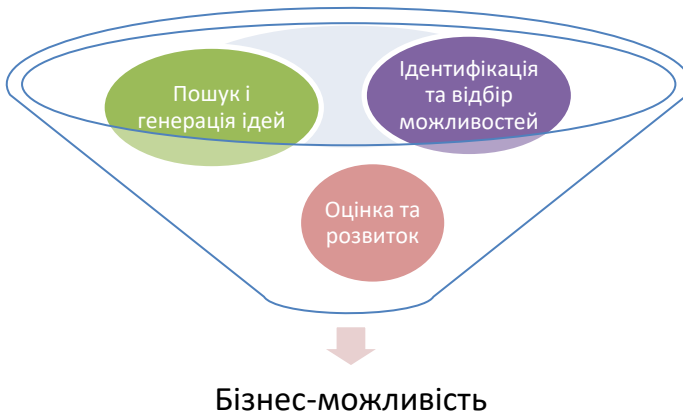 Пошук і
генерація ідей
Ідентифікація
та відбір
можливостей
Оцінка та
розвиток
Бізнес-можливість